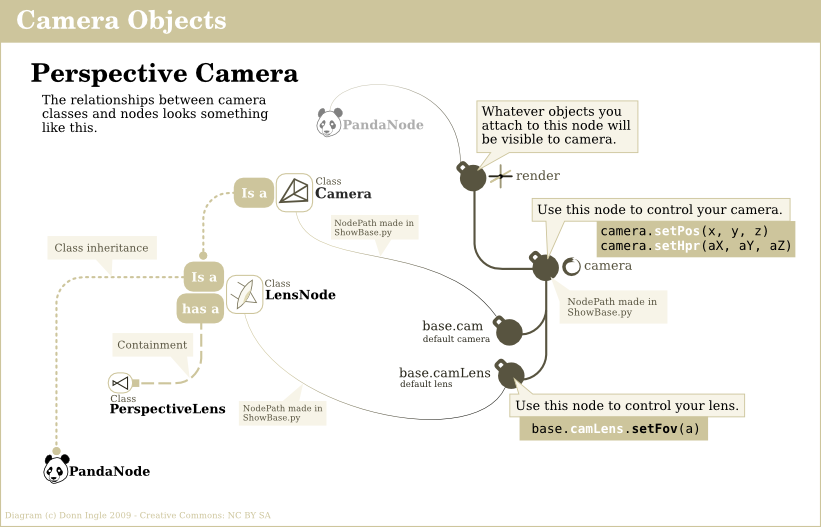 Camera Objects
Perspective Camera
The relationships between camera
classes and nodes looks something
like this.
PandaNode
Whatever objects you
attach to this node will
be visible to camera.
render
Is a
Class
Camera
NodePath made in
ShowBase.py
Use this node to control your camera.
camera.setPos(x, y, z)
camera.setHpr(aX, aY, aZ)
camera
NodePath made in
ShowBase.py
Class inheritance
Is a
has a
Class
LensNode
base.cam
default camera
Containment
base.camLens
default lens
Class
PerspectiveLens
NodePath made in
ShowBase.py
Use this node to control your lens.
base.camLens.setFov(a)
PandaNode
Diagram (c) Donn Ingle 2009 - Creative Commons: NC BY SA